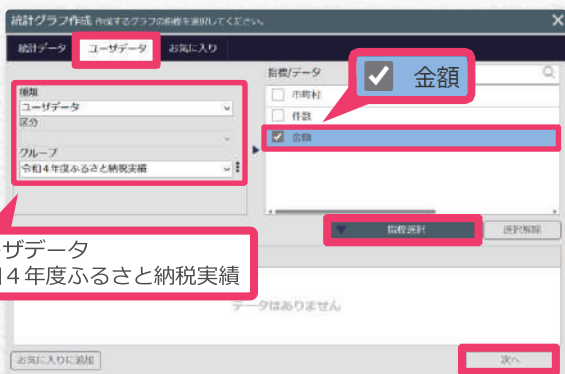 統計グラフ作成 作成するグラフの指標を選択してください。
統計データ ユーザデータ お気に入り
指標/データ
金額
種類
ユーザデータ
区分
グループ
令和4年度ふるさと納税実績
市町村
件数
金額
指標選択
選択解除
ーザデータ
和4年度ふるさと納税実績
データはありません
お気に入りに追加
次へ